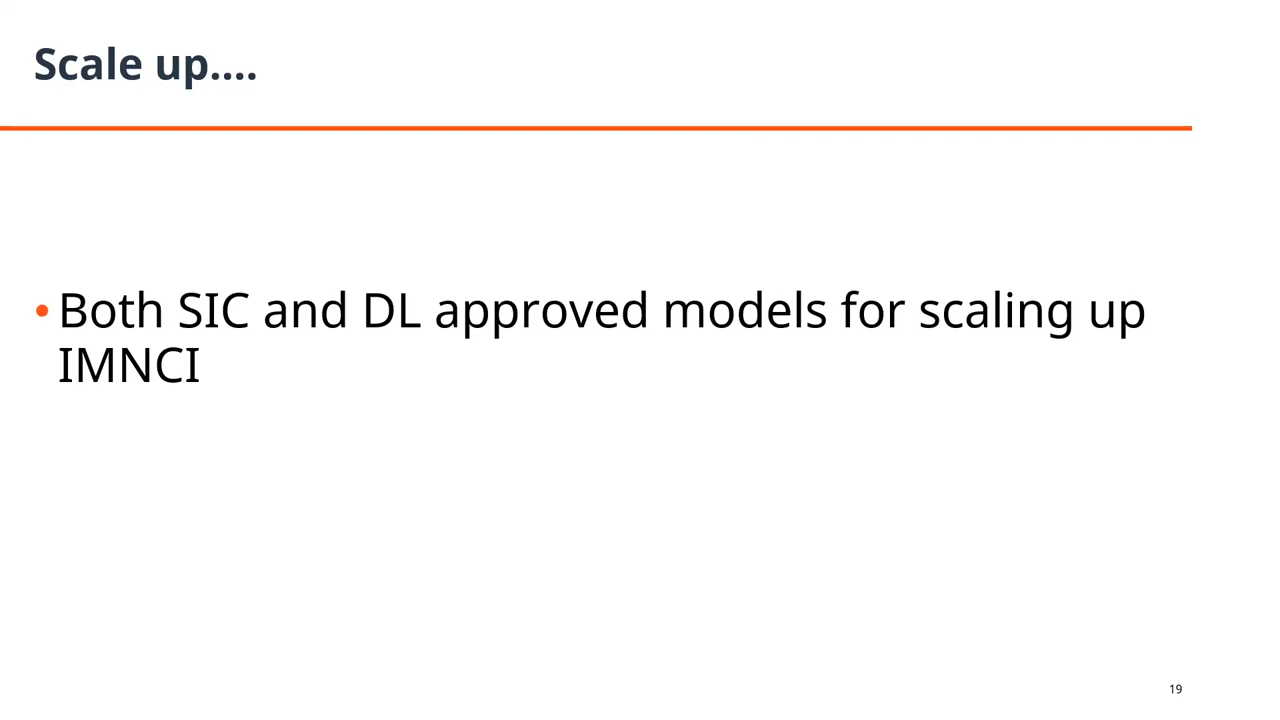 Scale up....
•Both SIC and DL approved models for scaling up
IMNCI
19